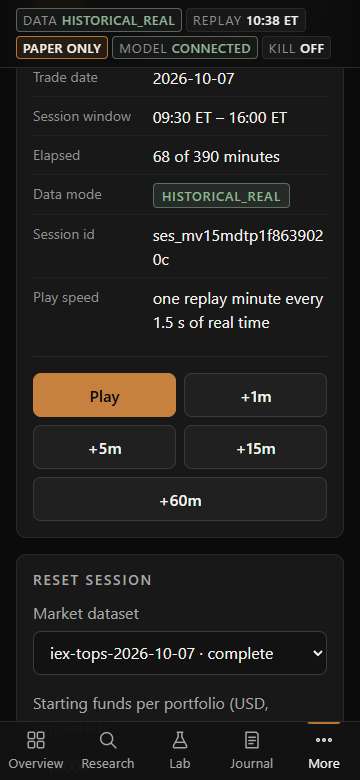 DATA HISTORICAL_REAL REPLAY 10:38 ET
PAPER ONLY MODEL CONNECTED KILL OFF
Trade date 2026-10-07
Session window 09:30 ET – 16:00 ET
Elapsed 68 of 390 minutes
Data mode HISTORICAL_REAL
Session id ses_mv15mdtp1f863902
0c
Play speed one replay minute every
1.5 s of real time
Play +1m
+5m +15m
+60m
RESET SESSION
Market dataset
iex-tops-2026-10-07 · complete
Starting funds per portfolio (USD,
Overview Research Lab Journal More